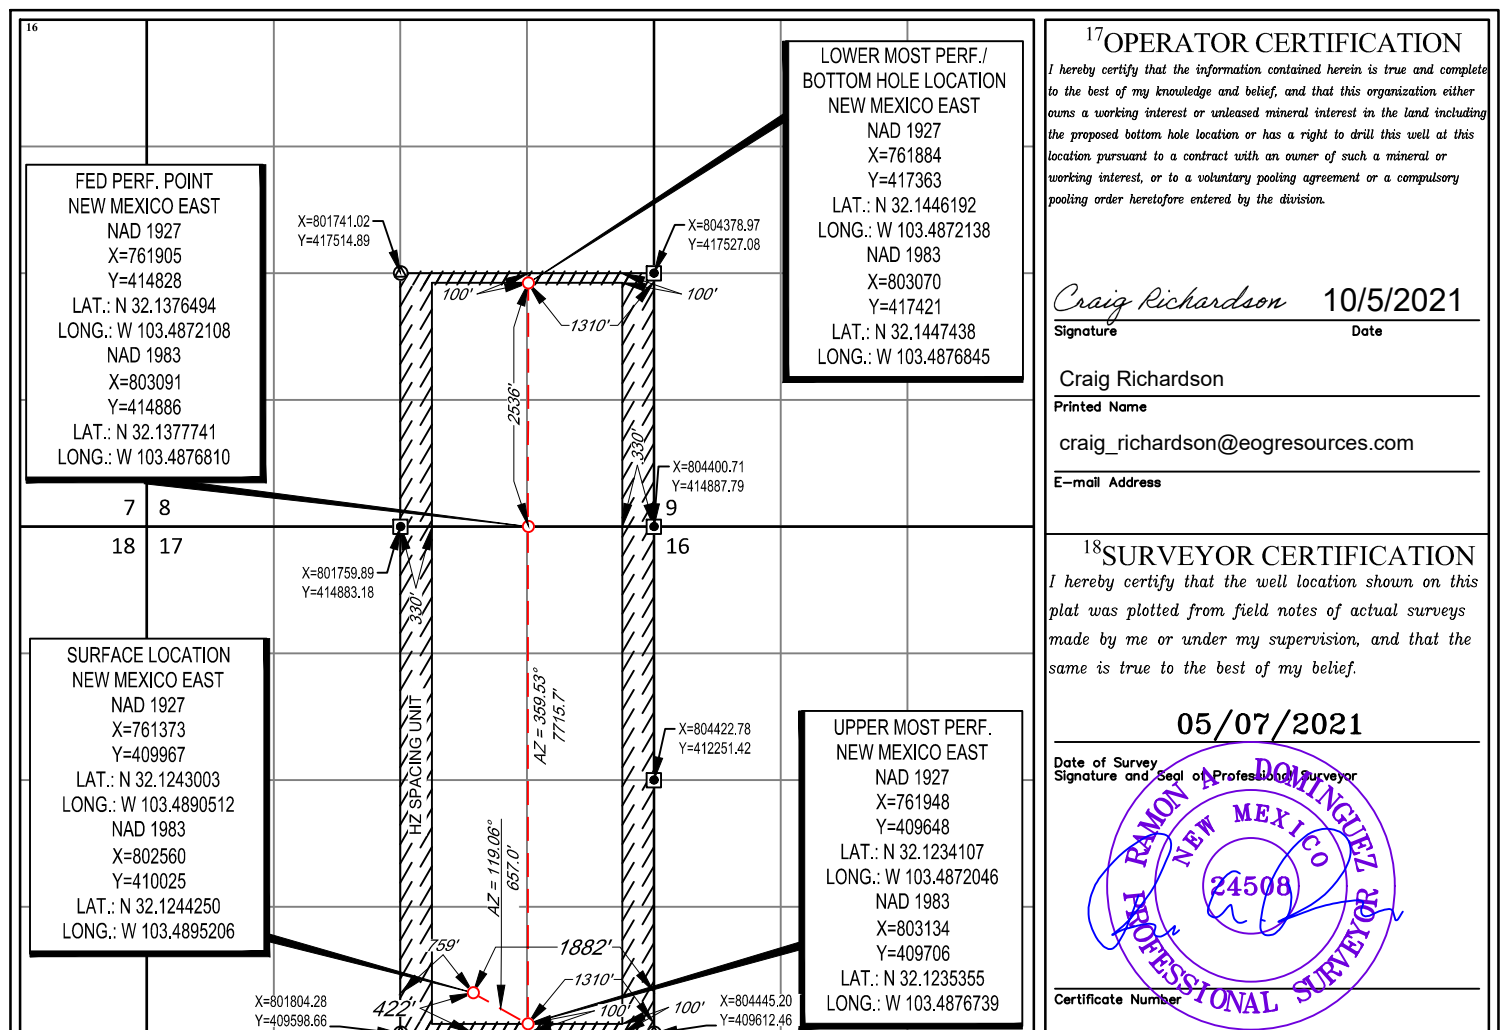 16
FED PERF. POINT
NEW MEXICO EAST
NAD 1927
X=761905
Y=414828
LAT.: N 32.1376494
LONG.: W 103.4872108
NAD 1983
X=803091
Y=414886
LAT.: N 32.1377741
LONG.: W 103.4876810
LOWER MOST PERF./
BOTTOM HOLE LOCATION
NEW MEXICO EAST
NAD 1927
X=761884
Y=417363
LAT.: N 32.1446192
LONG.: W 103.4872138
NAD 1983
X=803070
Y=417421
LAT.: N 32.1447438
LONG.: W 103.4876845
X=801741.02
Y=417514.89
X=804378.97
Y=417527.08
100'
100'
1310'
2536'
330'
X=804400.71
Y=414887.79
7 8
9
18 17
16
X=801759.89
Y=414883.18
330'
SURFACE LOCATION
NEW MEXICO EAST
NAD 1927
X=761373
Y=409967
LAT.: N 32.1243003
LONG.: W 103.4890512
NAD 1983
X=802560
Y=410025
LAT.: N 32.1244250
LONG.: W 103.4895206
HZ SPACING UNIT
AZ = 359.53°
7715.7'
X=804422.78
Y=412251.42
AZ = 119.06°
657.0'
UPPER MOST PERF.
NEW MEXICO EAST
NAD 1927
X=761948
Y=409648
LAT.: N 32.1234107
LONG.: W 103.4872046
NAD 1983
X=803134
Y=409706
LAT.: N 32.1235355
LONG.: W 103.4876739
759'
1882'
1310'
422'
100'
100'
X=801804.28
Y=409598.66
X=804445.20
Y=409612.46
17OPERATOR CERTIFICATION
I hereby certify that the information contained herein is true and complete
to the best of my knowledge and belief, and that this organization either
owns a working interest or unleased mineral interest in the land including
the proposed bottom hole location or has a right to drill this well at this
location pursuant to a contract with an owner of such a mineral or
working interest, or to a voluntary pooling agreement or a compulsory
pooling order heretofore entered by the division.
Craig Richardson 10/5/2021
Signature Date
Craig Richardson
Printed Name
craig_richardson@eogresources.com
E-mail Address
18SURVEYOR CERTIFICATION
I hereby certify that the well location shown on this
plat was plotted from field notes of actual surveys
made by me or under my supervision, and that the
same is true to the best of my belief.
05/07/2021
Date of Survey
Signature and Seal of Professional Surveyor
RAMON A. DOMINGUEZ
NEW MEXICO
24508
PROFESSIONAL SURVEYOR
Certificate Number